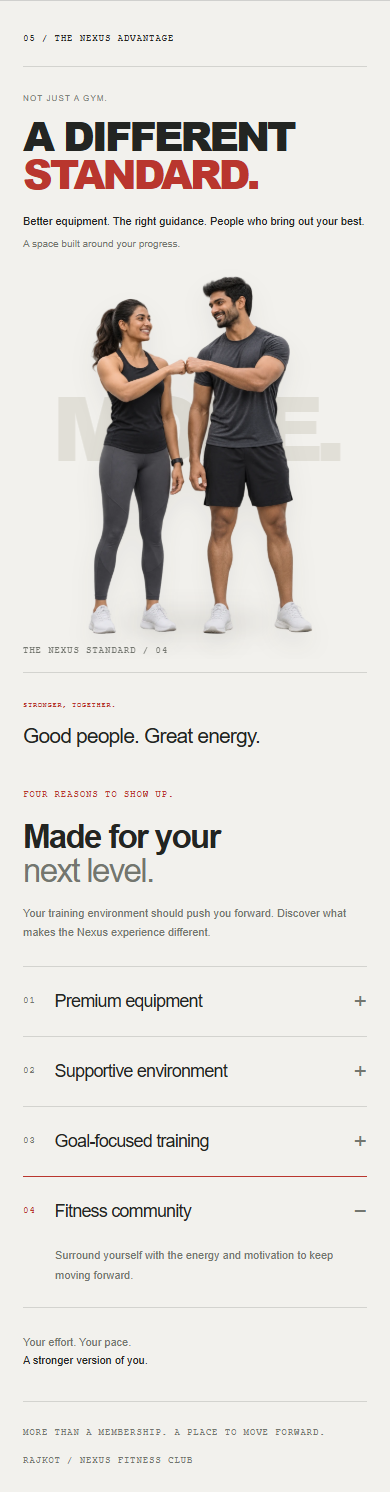 05 / THE NEXUS ADVANTAGE
NOT JUST A GYM.
A DIFFERENT
STANDARD.
Better equipment. The right guidance. People who bring out your best.
A space built around your progress.
THE NEXUS STANDARD / 04
STRONGER, TOGETHER.
Good people. Great energy.
FOUR REASONS TO SHOW UP.
Made for your
next level.
Your training environment should push you forward. Discover what
makes the Nexus experience different.
01 Premium equipment +
02 Supportive environment +
03 Goal-focused training +
04 Fitness community −
Surround yourself with the energy and motivation to keep
moving forward.
Your effort. Your pace.
A stronger version of you.
MORE THAN A MEMBERSHIP. A PLACE TO MOVE FORWARD.
RAJKOT / NEXUS FITNESS CLUB